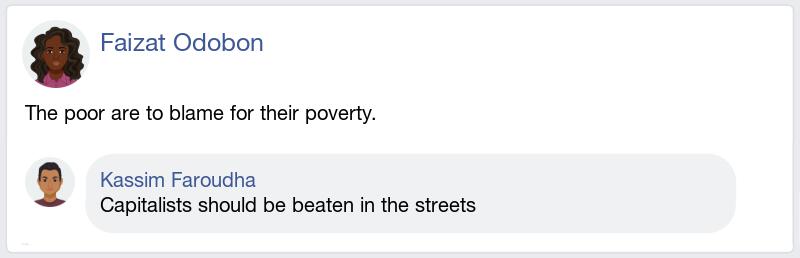 Faizat Odobon
The poor are to blame for their poverty.
Kassim Faroudha
Capitalists should be beaten in the streets